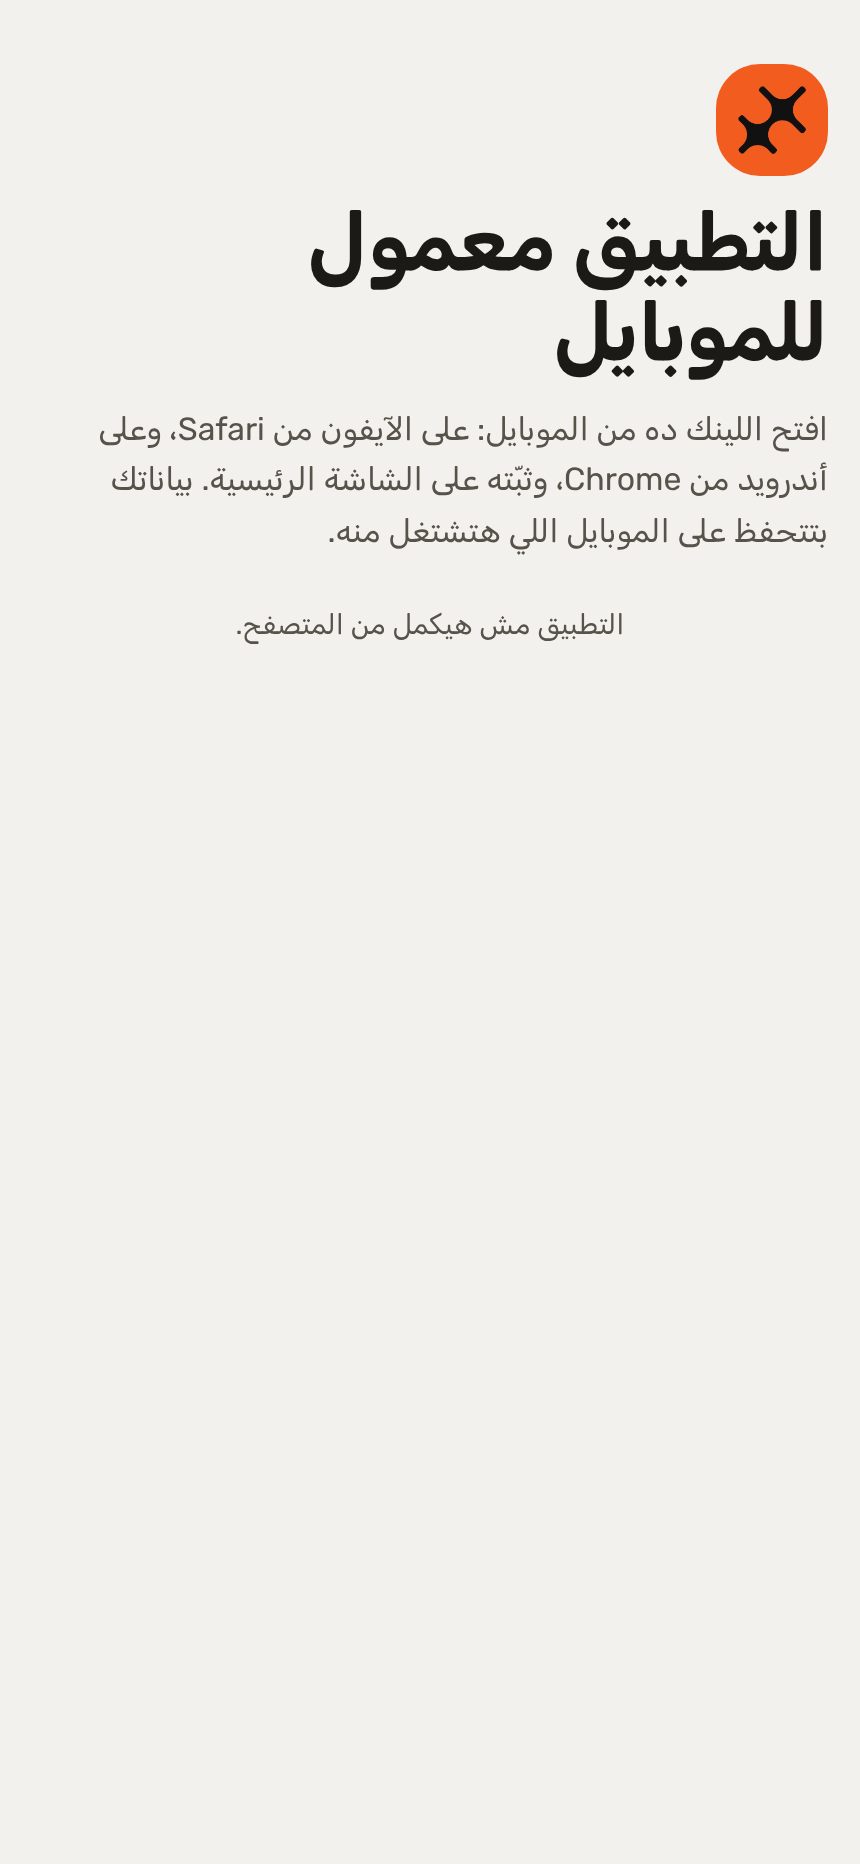 التطبيق معمول
للموبايل
افتح اللينك ده من الموبايل: على الآيفون من Safari، وعلى
أندرويد من Chrome، وثبّته على الشاشة الرئيسية. بياناتك
بتتحفظ على الموبايل اللي هتشتغل منه.
التطبيق مش هيكمل من المتصفح.